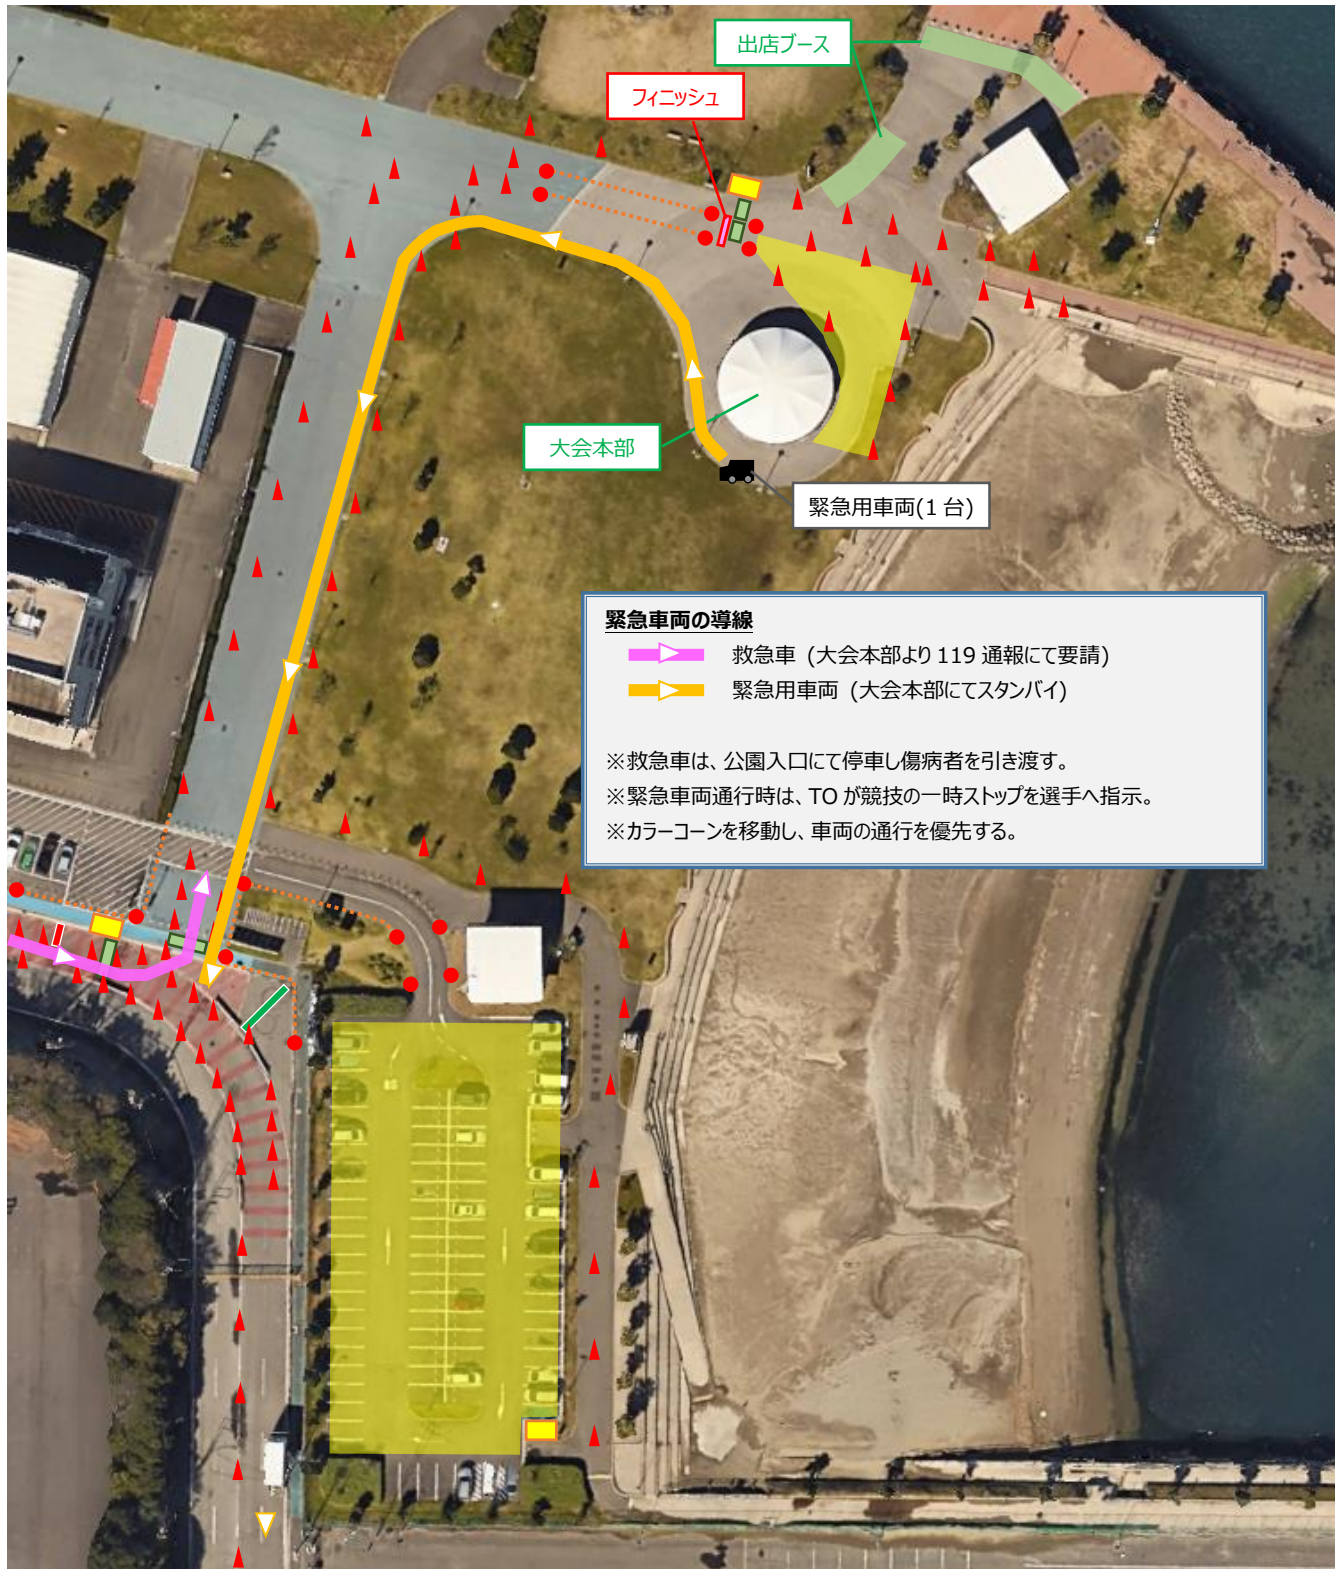 出店ブース
フィニッシュ
大会本部
緊急用車両(1台)
緊急車両の導線
救急車 (大会本部より119通報にて要請)
緊急用車両 (大会本部にてスタンバイ)
※救急車は、公園入口にて停車し傷病者を引き渡す。
※緊急車両通行時は、TOが競技の一時ストップを選手へ指示。
※カラーコーンを移動し、車両の通行を優先する。